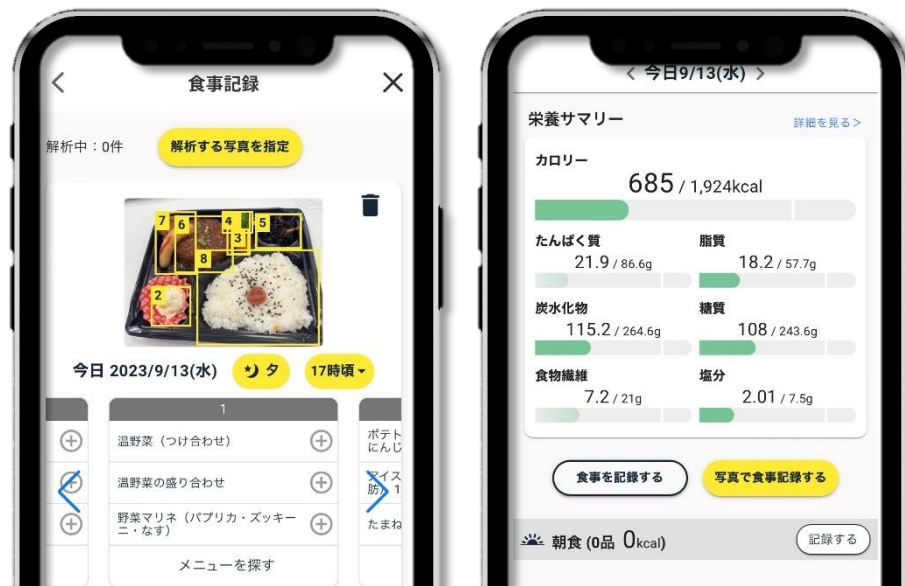 食事記録
解析中：0件
解析する写真を指定
7
6
4
5
3
8
2
今日 2023/9/13(水)
夕
17時頃
1
温野菜（つけ合わせ）
温野菜の盛り合わせ
野菜マリネ（パプリカ・ズッキー
ニ・なす）
メニューを探す
ポテト
にんじ
アイス
肪）1
たまね
今日9/13(水)
栄養サマリー
詳細を見る＞
カロリー
685 / 1,924kcal
たんぱく質
21.9 / 86.6g
脂質
18.2 / 57.7g
炭水化物
115.2 / 264.6g
糖質
108 / 243.6g
食物繊維
7.2 / 21g
塩分
2.01 / 7.5g
食事を記録する
写真で食事記録する
朝食 (0品 0kcal)
記録する